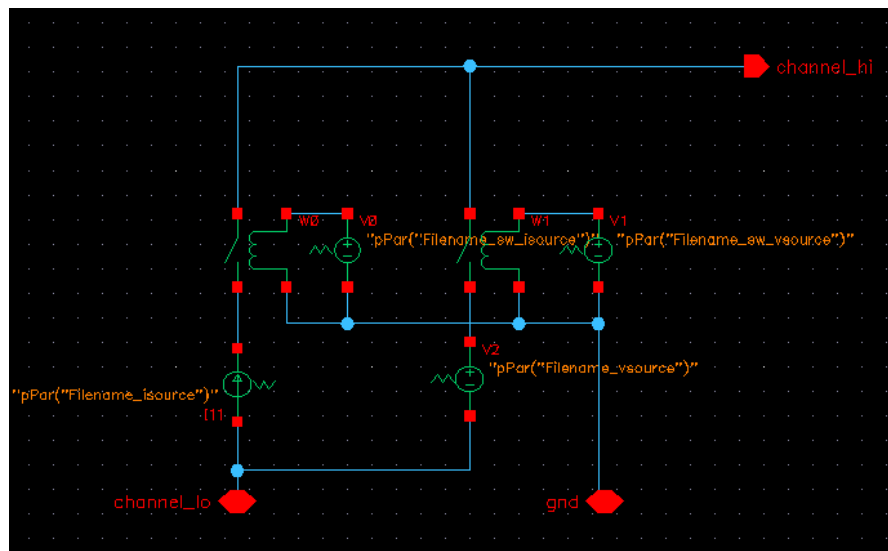 channel_hi
W0
V0
W1
V1
"pPar("Filename_sw_isource")"
"pPar("Filename_sw_vsource")"
V2
"pPar("Filename_vsource")"
"pPar("Filename_isource")"
I11
channel_lo
gnd